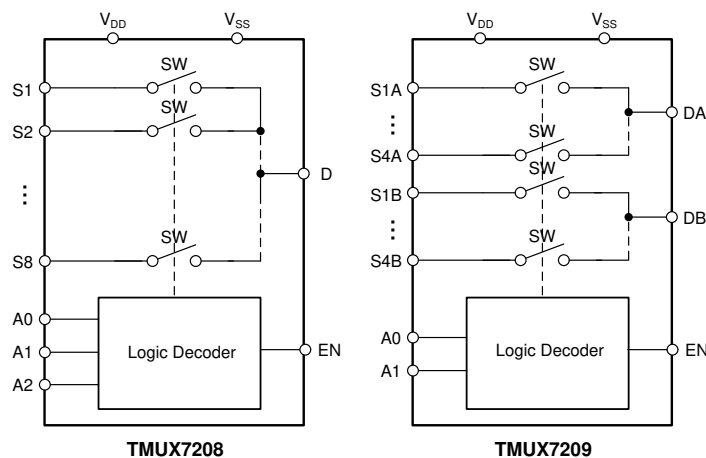 VDD
VSS
SW
S1
SW
S2
...
SW
S8
A0
A1
A2
Logic Decoder
D
EN
TMUX7208
VDD
VSS
SW
S1A
...
SW
S4A
SW
S1B
...
SW
S4B
A0
A1
Logic Decoder
DA
DB
EN
TMUX7209